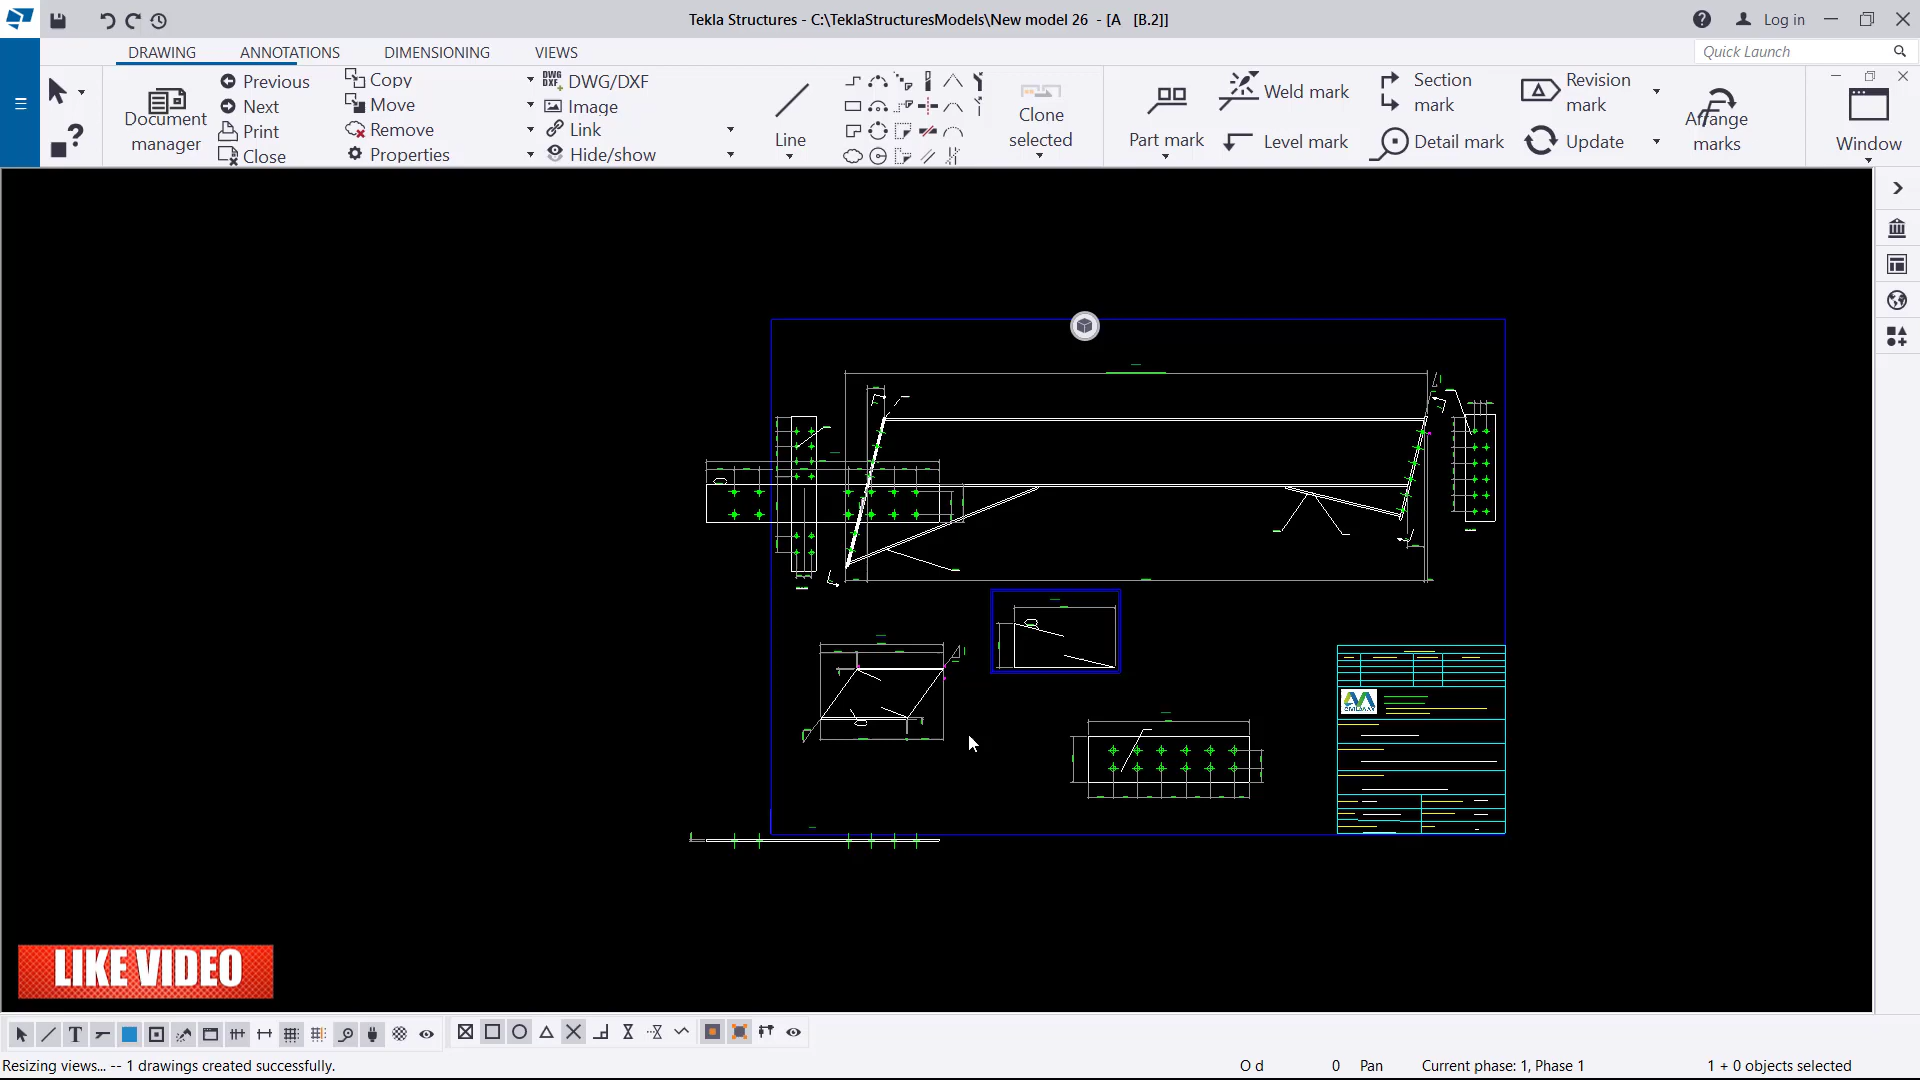 Tekla Structures - C:\TeklaStructuresModels\New model 26 - [A [B.2]]
Log in
DRAWING ANNOTATIONS DIMENSIONING VIEWS
Quick Launch
Document manager
Previous
Next
Print
Close
Copy
Move
Remove
Properties
DWG/DXF
Image
Link
Hide/show
Line
Clone selected
Part mark
Weld mark
Level mark
Section mark
Detail mark
Revision mark
Update
Arrange marks
Window
LIKE VIDEO
Resizing views... -- 1 drawings created successfully.
O d 0 Pan Current phase: 1, Phase 1 1 + 0 objects selected